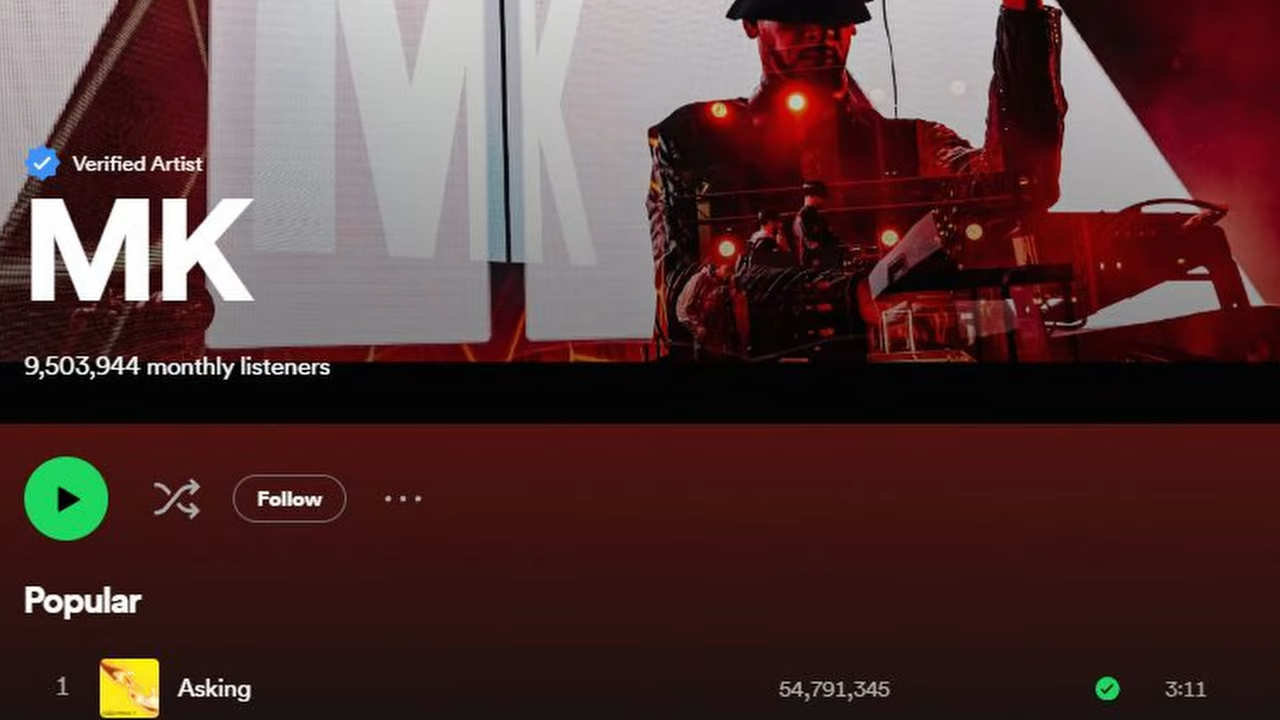 MK
Verified Artist
MK
9,503,944 monthly listeners
Follow
Popular
1 Asking 54,791,345 3:11